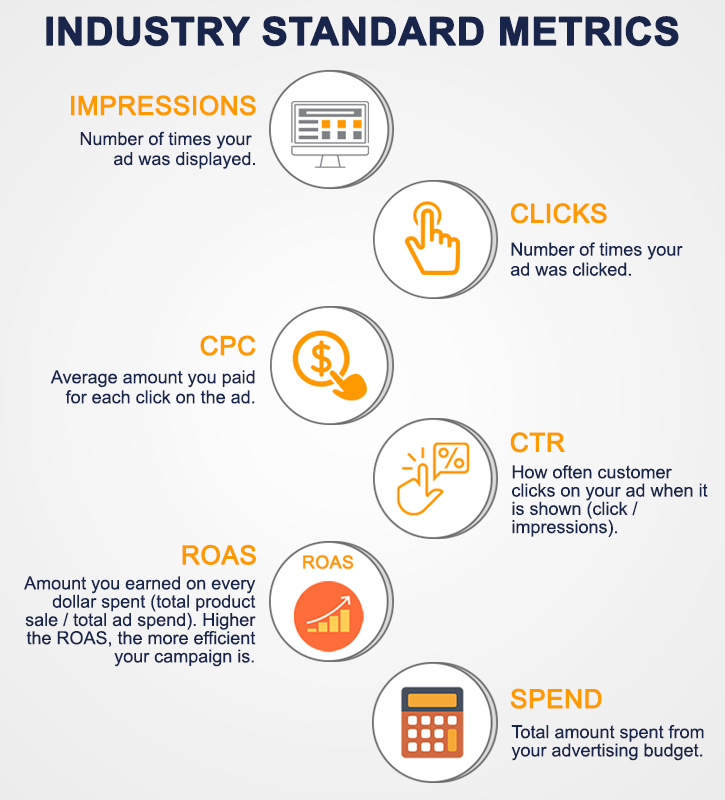 INDUSTRY STANDARD METRICS
IMPRESSIONS
Number of times your
ad was displayed.
CLICKS
Number of times your
ad was clicked.
CPC
Average amount you paid
for each click on the ad.
CTR
How often customer
clicks on your ad when it
is shown (click /
impressions).
ROAS
Amount you earned on every
dollar spent (total product
sale / total ad spend). Higher
the ROAS, the more efficient
your campaign is.
ROAS
SPEND
Total amount spent from
your advertising budget.